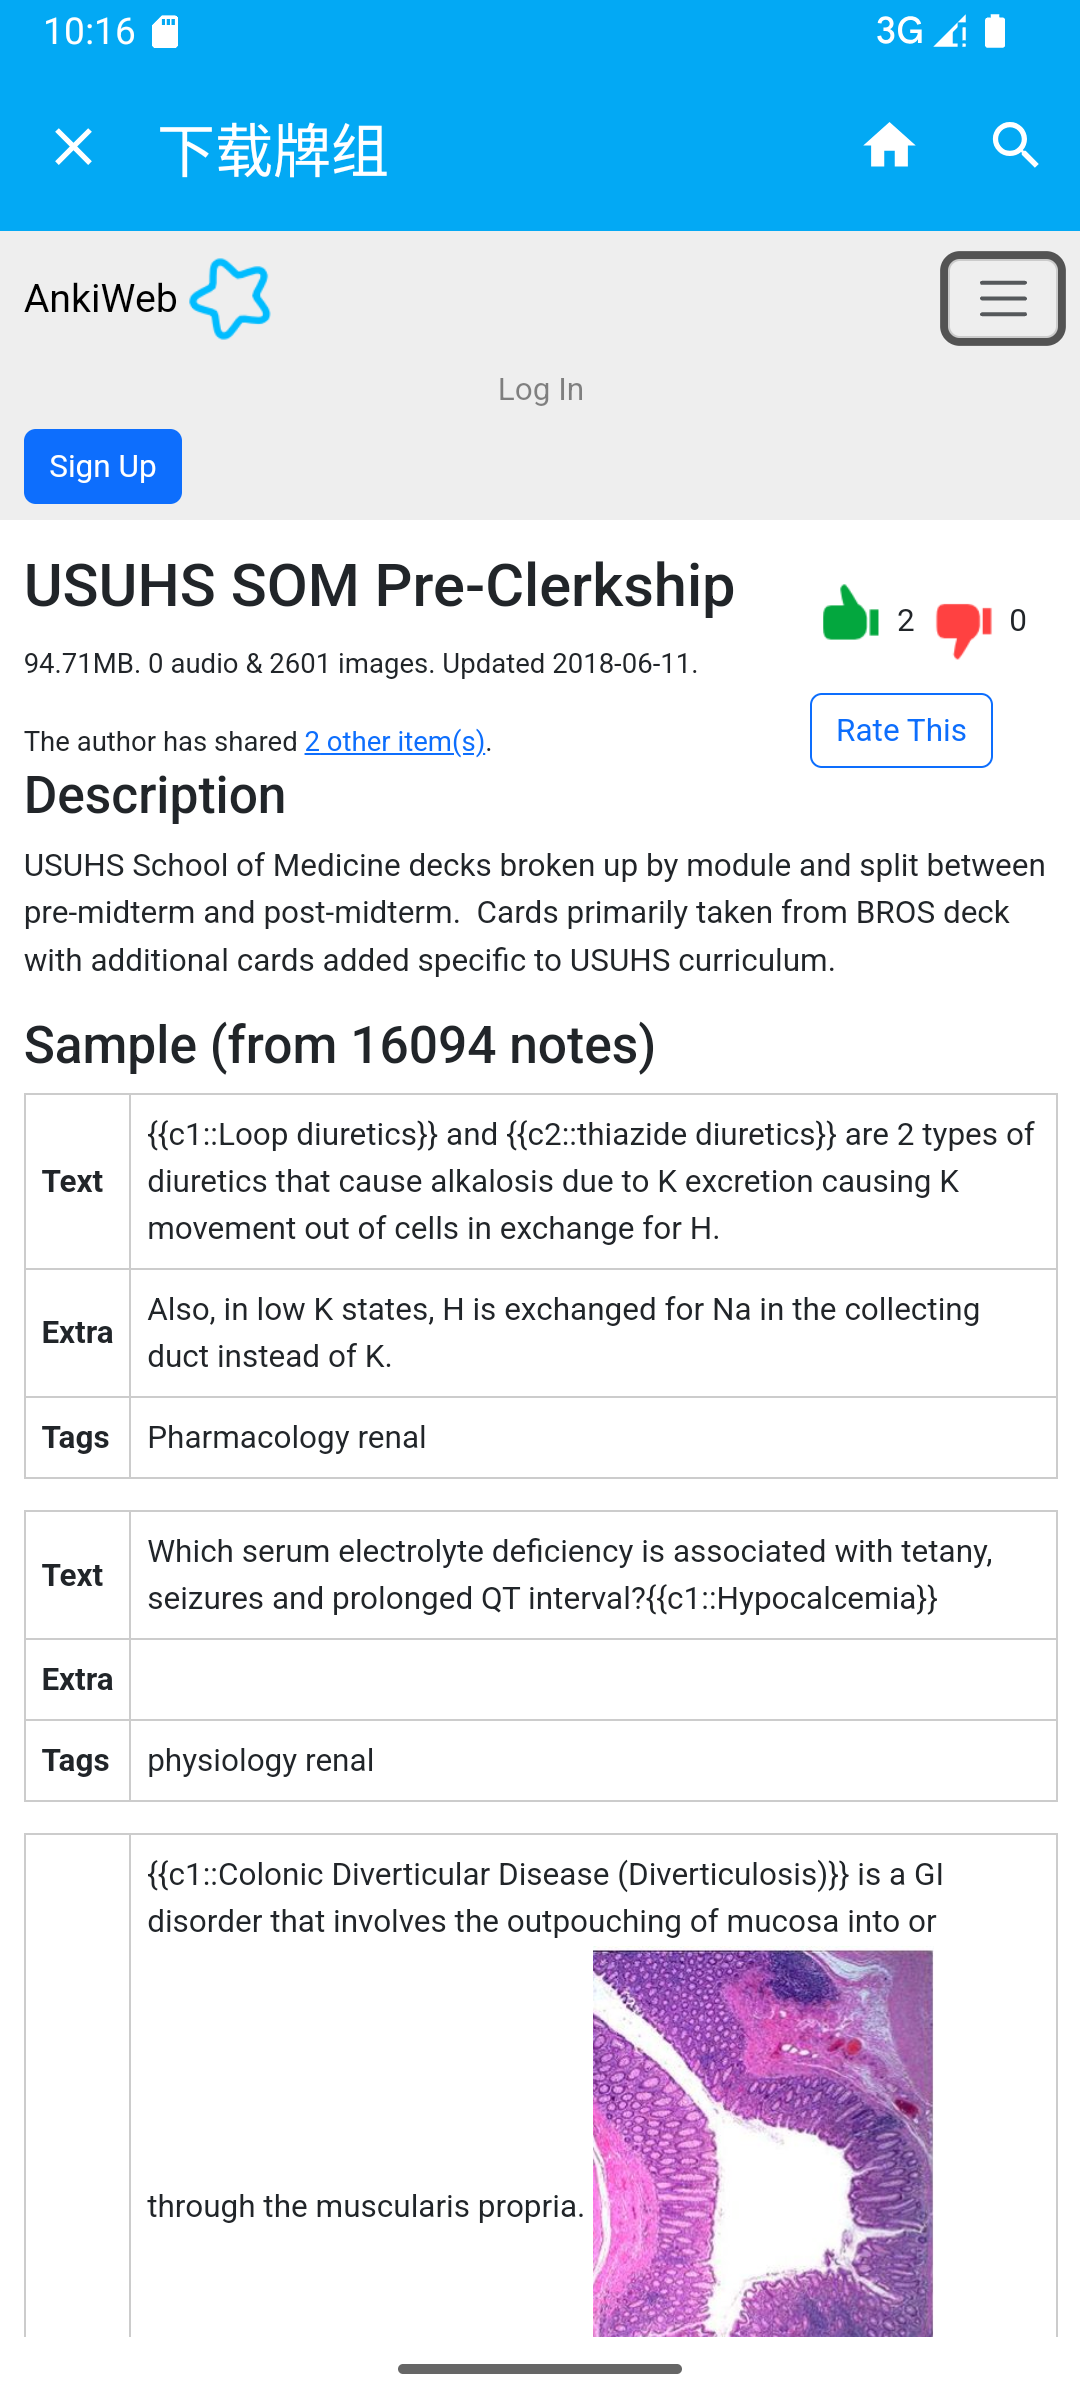 10:16
3G
下载牌组
AnkiWeb
Log In
Sign Up
USUHS SOM Pre-Clerkship
2
0
94.71MB. 0 audio & 2601 images. Updated 2018-06-11.
Rate This
The author has shared 2 other item(s).
Description
USUHS School of Medicine decks broken up by module and split between
pre-midterm and post-midterm.  Cards primarily taken from BROS deck
with additional cards added specific to USUHS curriculum.
Sample (from 16094 notes)
Text
{{c1::Loop diuretics}} and {{c2::thiazide diuretics}} are 2 types of
diuretics that cause alkalosis due to K excretion causing K
movement out of cells in exchange for H.
Extra
Also, in low K states, H is exchanged for Na in the collecting
duct instead of K.
Tags
Pharmacology renal
Text
Which serum electrolyte deficiency is associated with tetany,
seizures and prolonged QT interval?{{c1::Hypocalcemia}}
Extra
Tags
physiology renal
{{c1::Colonic Diverticular Disease (Diverticulosis)}} is a GI
disorder that involves the outpouching of mucosa into or
through the muscularis propria.